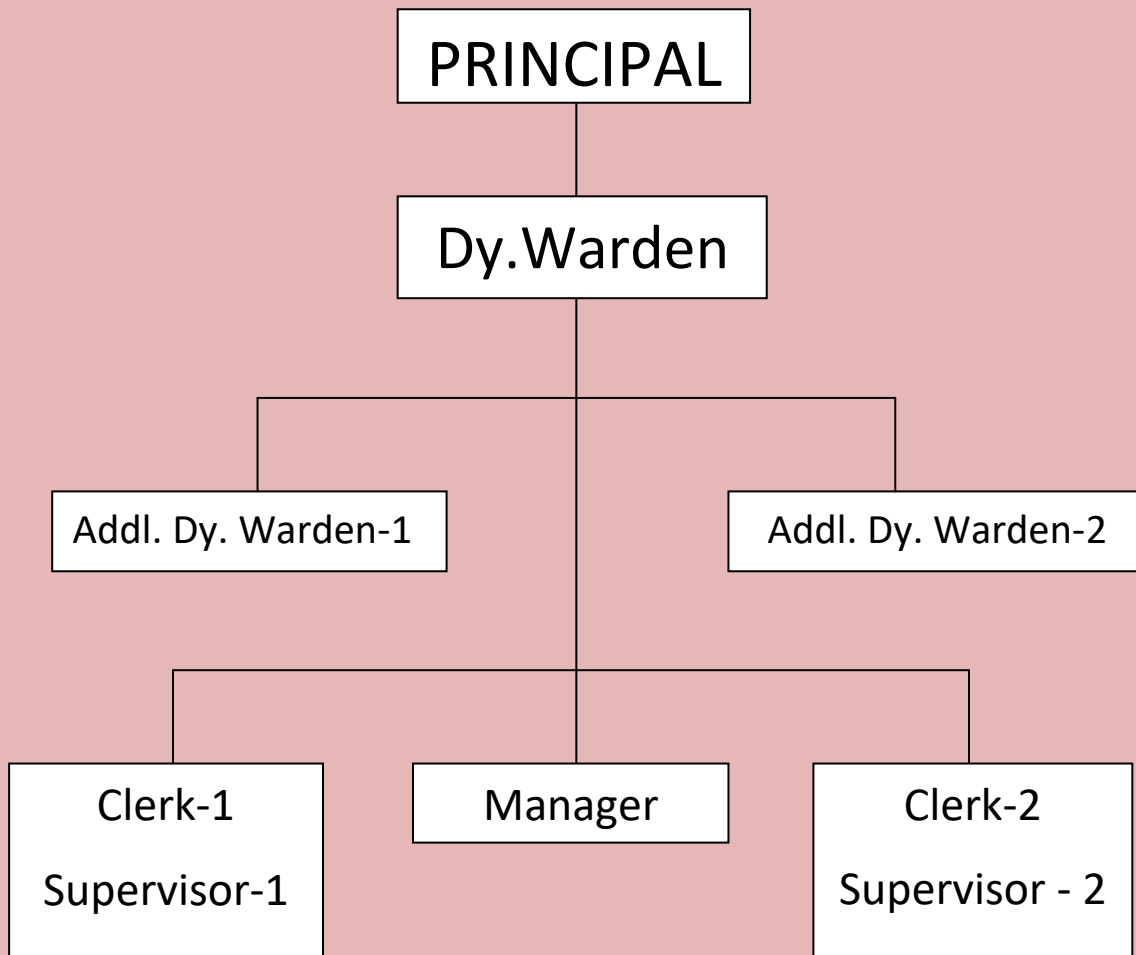 PRINCIPAL
Dy.Warden
Addl. Dy. Warden-1
Addl. Dy. Warden-2
Clerk-1
Supervisor-1
Manager
Clerk-2
Supervisor - 2